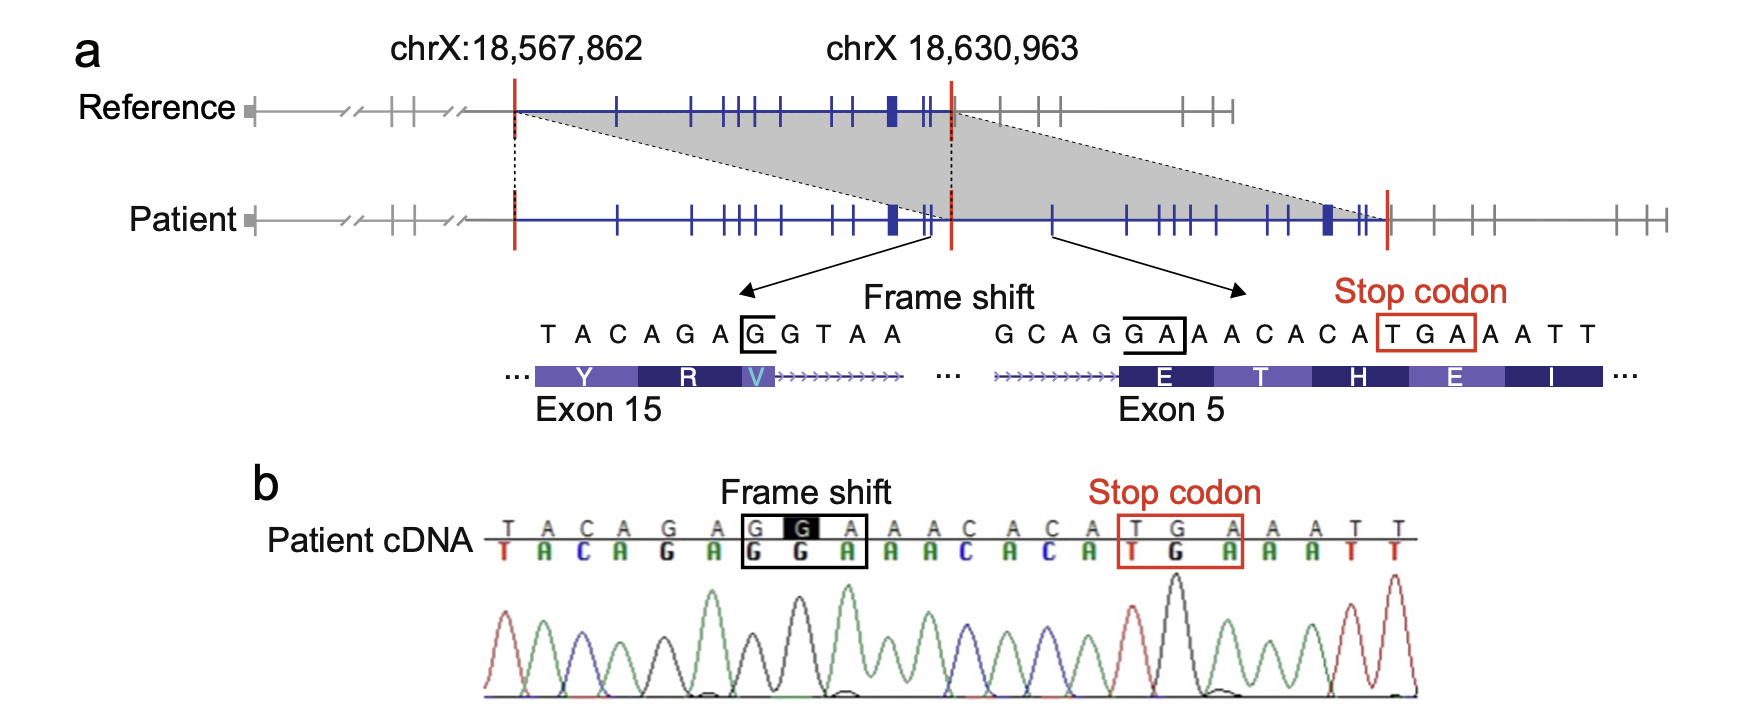 a
chrX:18,567,862 chrX 18,630,963
Reference
Patient
Frame shift Stop codon
T A C A G A G G T A A G C A G G A A A C A C A T G A A A T T
... Y R V ... E T H E I ...
Exon 15 Exon 5
b
Frame shift Stop codon
Patient cDNA
T A C A G A G G A A A C A C A T G A A A T T
T A C A G A G G A A A C A C A T G A A A T T